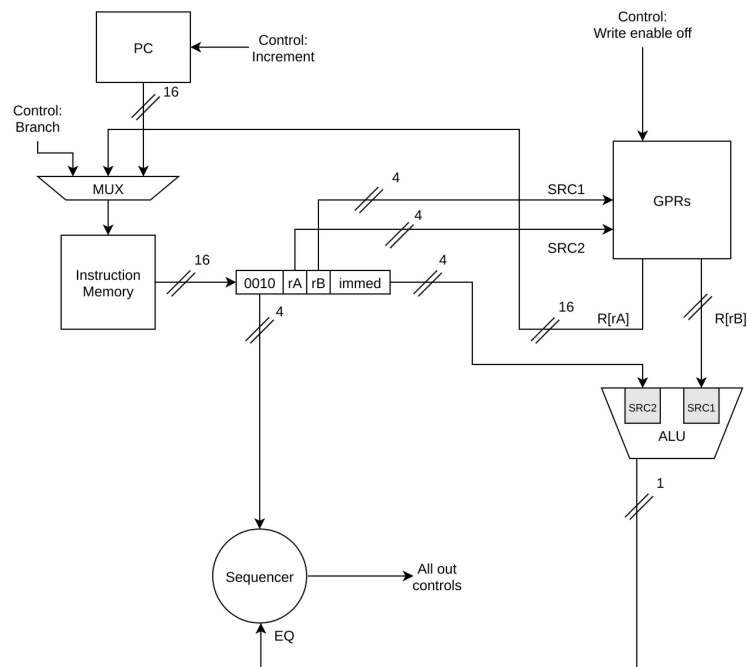 Control:
Write enable off
PC
Control:
Increment
16
Control:
Branch
MUX
4
SRC1
GPRs
4
SRC2
Instruction
Memory
16
0010 rA rB immed
4
4
16
R[rA]
R[rB]
SRC2
SRC1
ALU
1
Sequencer
All out
controls
EQ